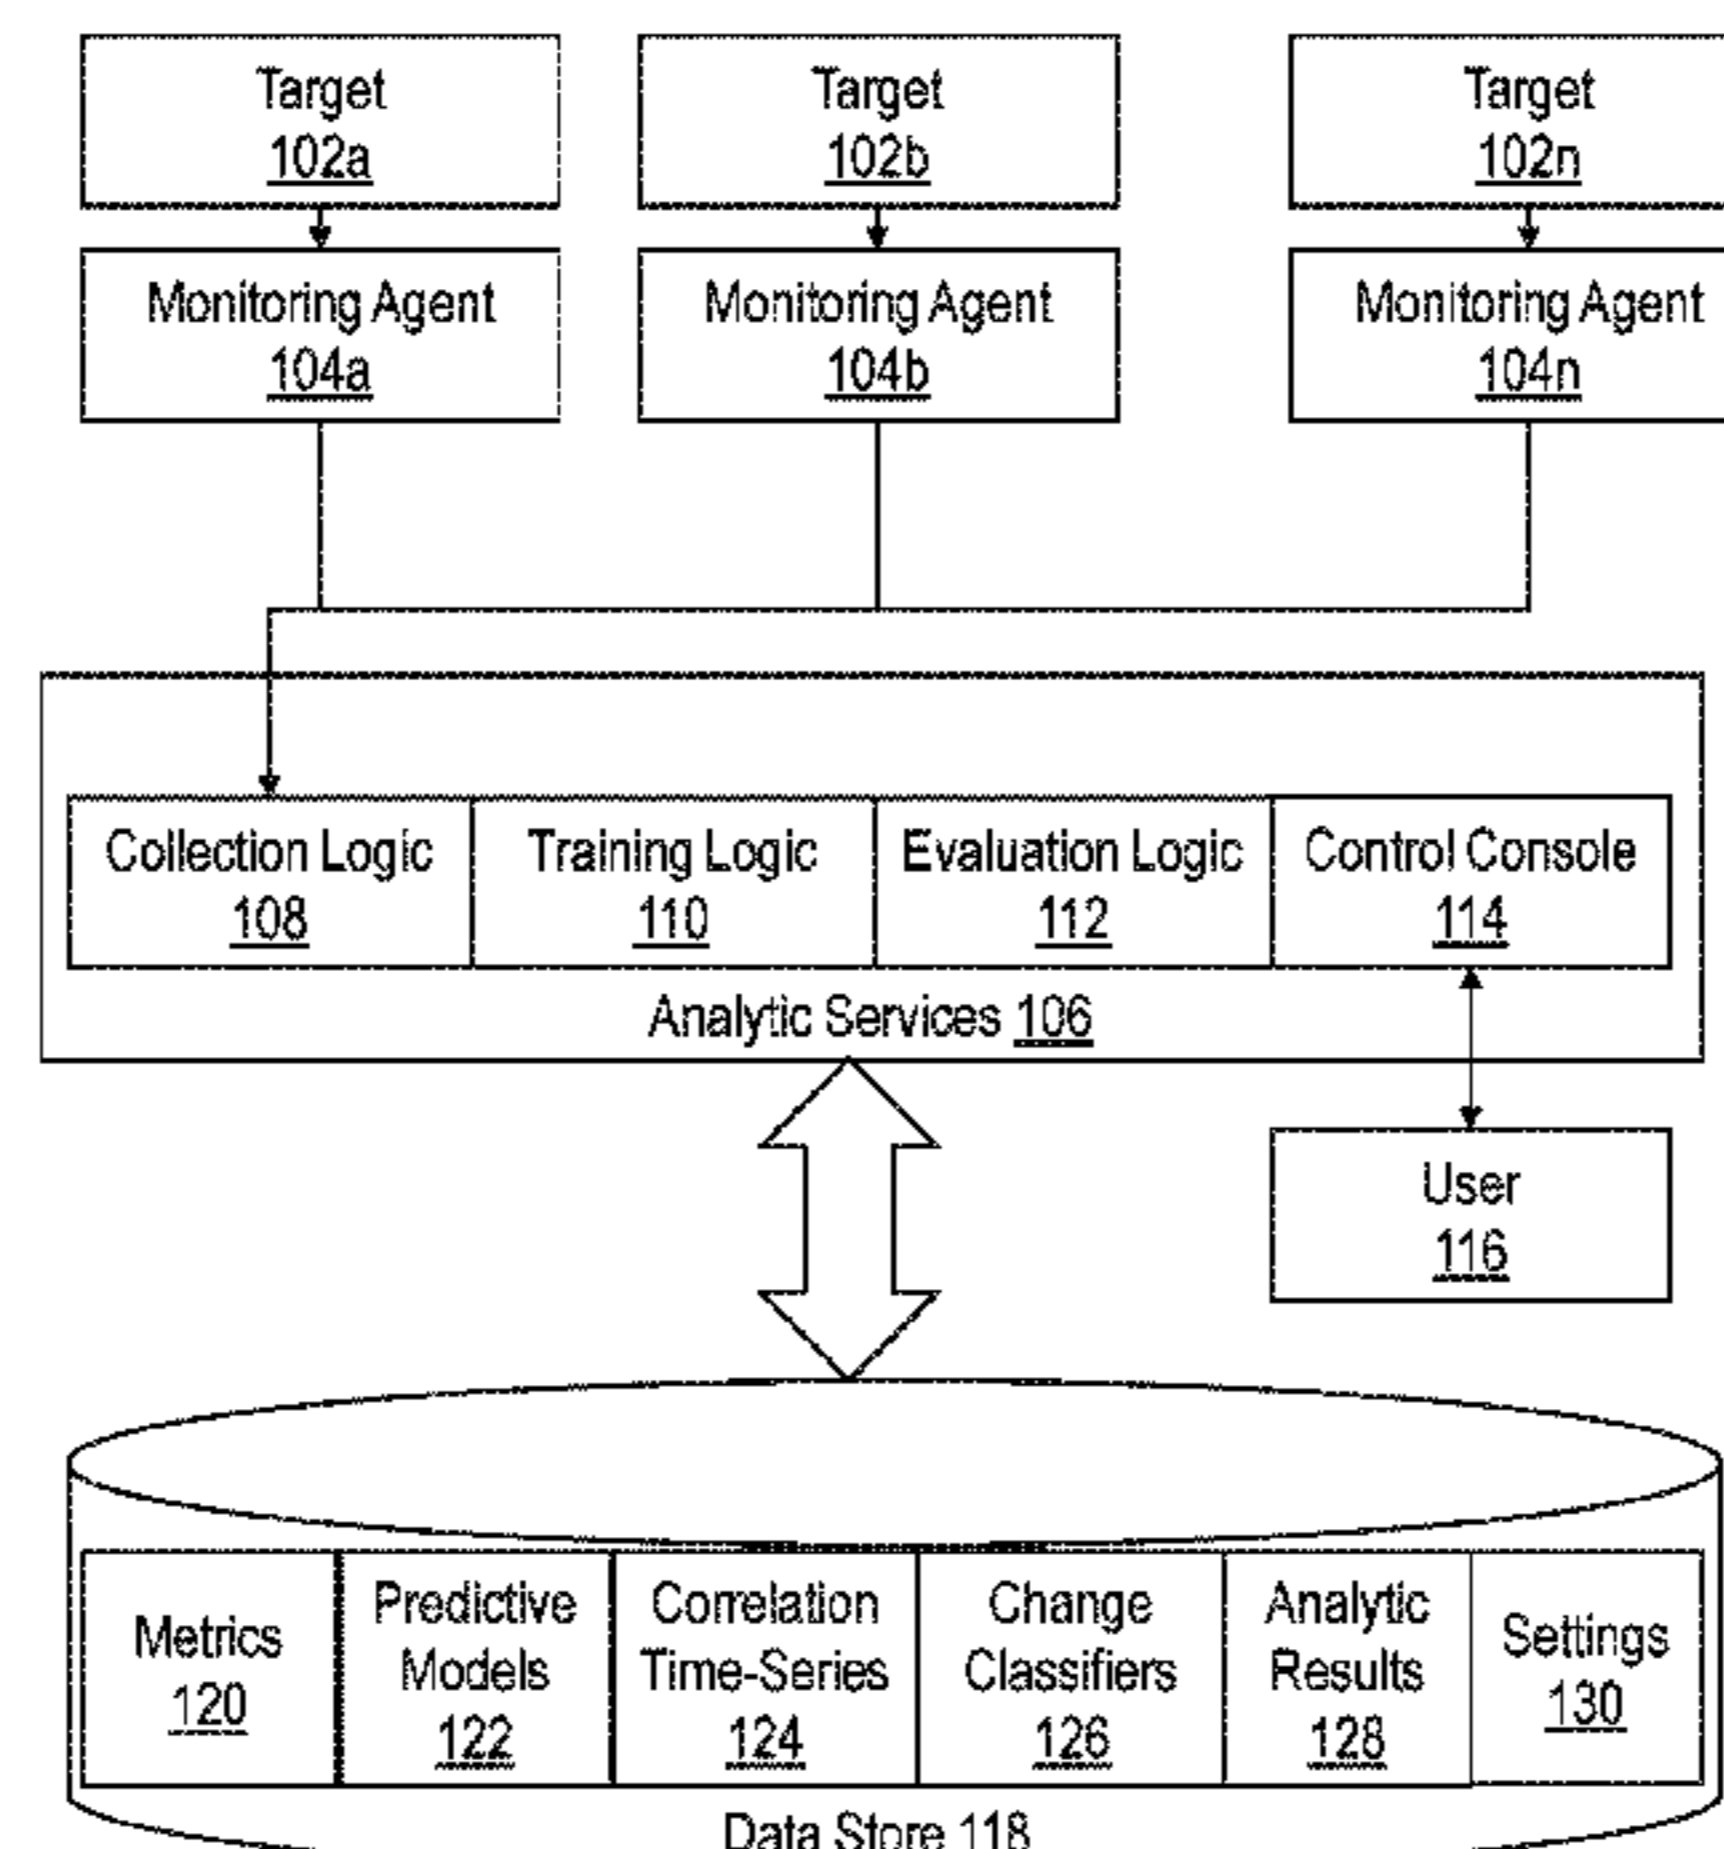 Target
102a
Target
102b
Target
102n
Monitoring Agent
104a
Monitoring Agent
104b
Monitoring Agent
104n
Collection Logic
108
Training Logic
110
Evaluation Logic
112
Control Console
114
Analytic Services 106
User
116
Metrics
120
Predictive
Models
122
Correlation
Time-Series
124
Change
Classifiers
126
Analytic
Results
128
Settings
130
Data Store 118